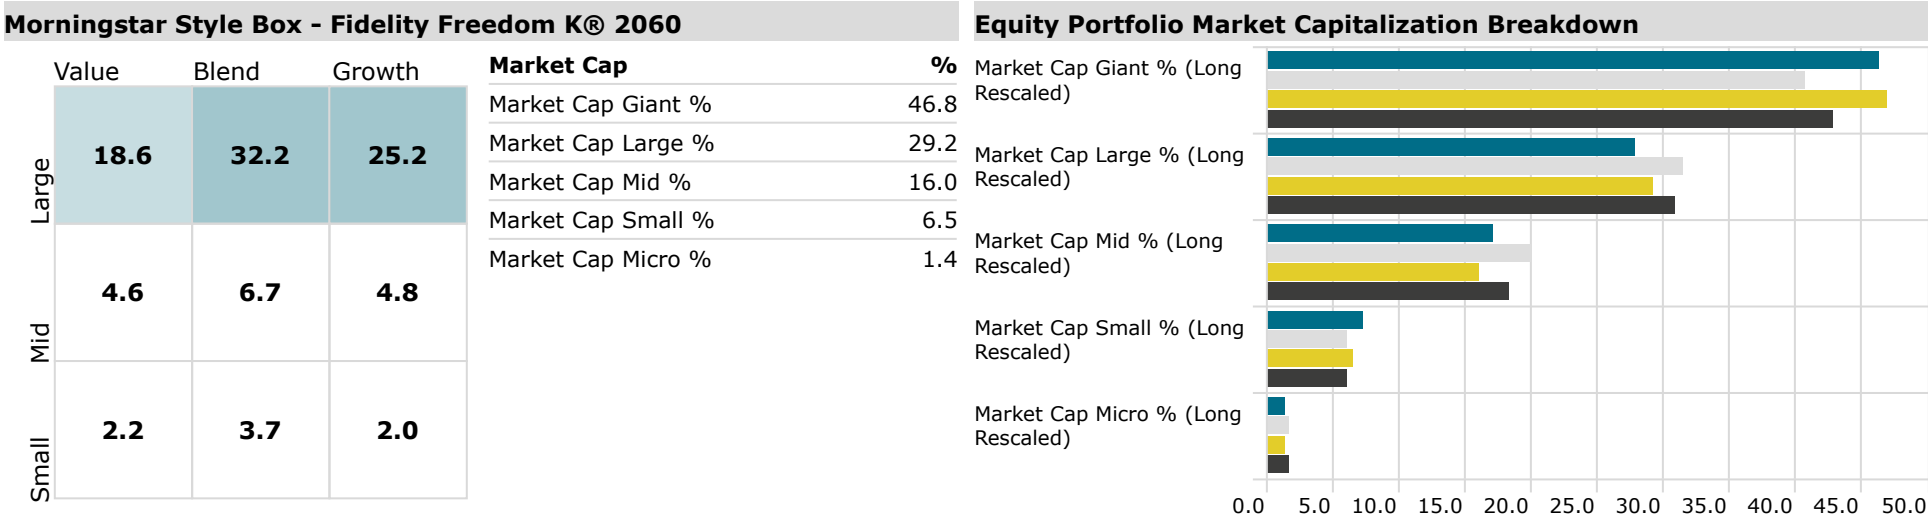 Morningstar Style Box - Fidelity Freedom K® 2060
Value Blend Growth
Large 18.6 32.2 25.2
Mid 4.6 6.7 4.8
Small 2.2 3.7 2.0
Market Cap %
Market Cap Giant % 46.8
Market Cap Large % 29.2
Market Cap Mid % 16.0
Market Cap Small % 6.5
Market Cap Micro % 1.4
Equity Portfolio Market Capitalization Breakdown
Market Cap Giant % (Long
Rescaled)
Market Cap Large % (Long
Rescaled)
Market Cap Mid % (Long
Rescaled)
Market Cap Small % (Long
Rescaled)
Market Cap Micro % (Long
Rescaled)
0.0 5.0 10.0 15.0 20.0 25.0 30.0 35.0 40.0 45.0 50.0